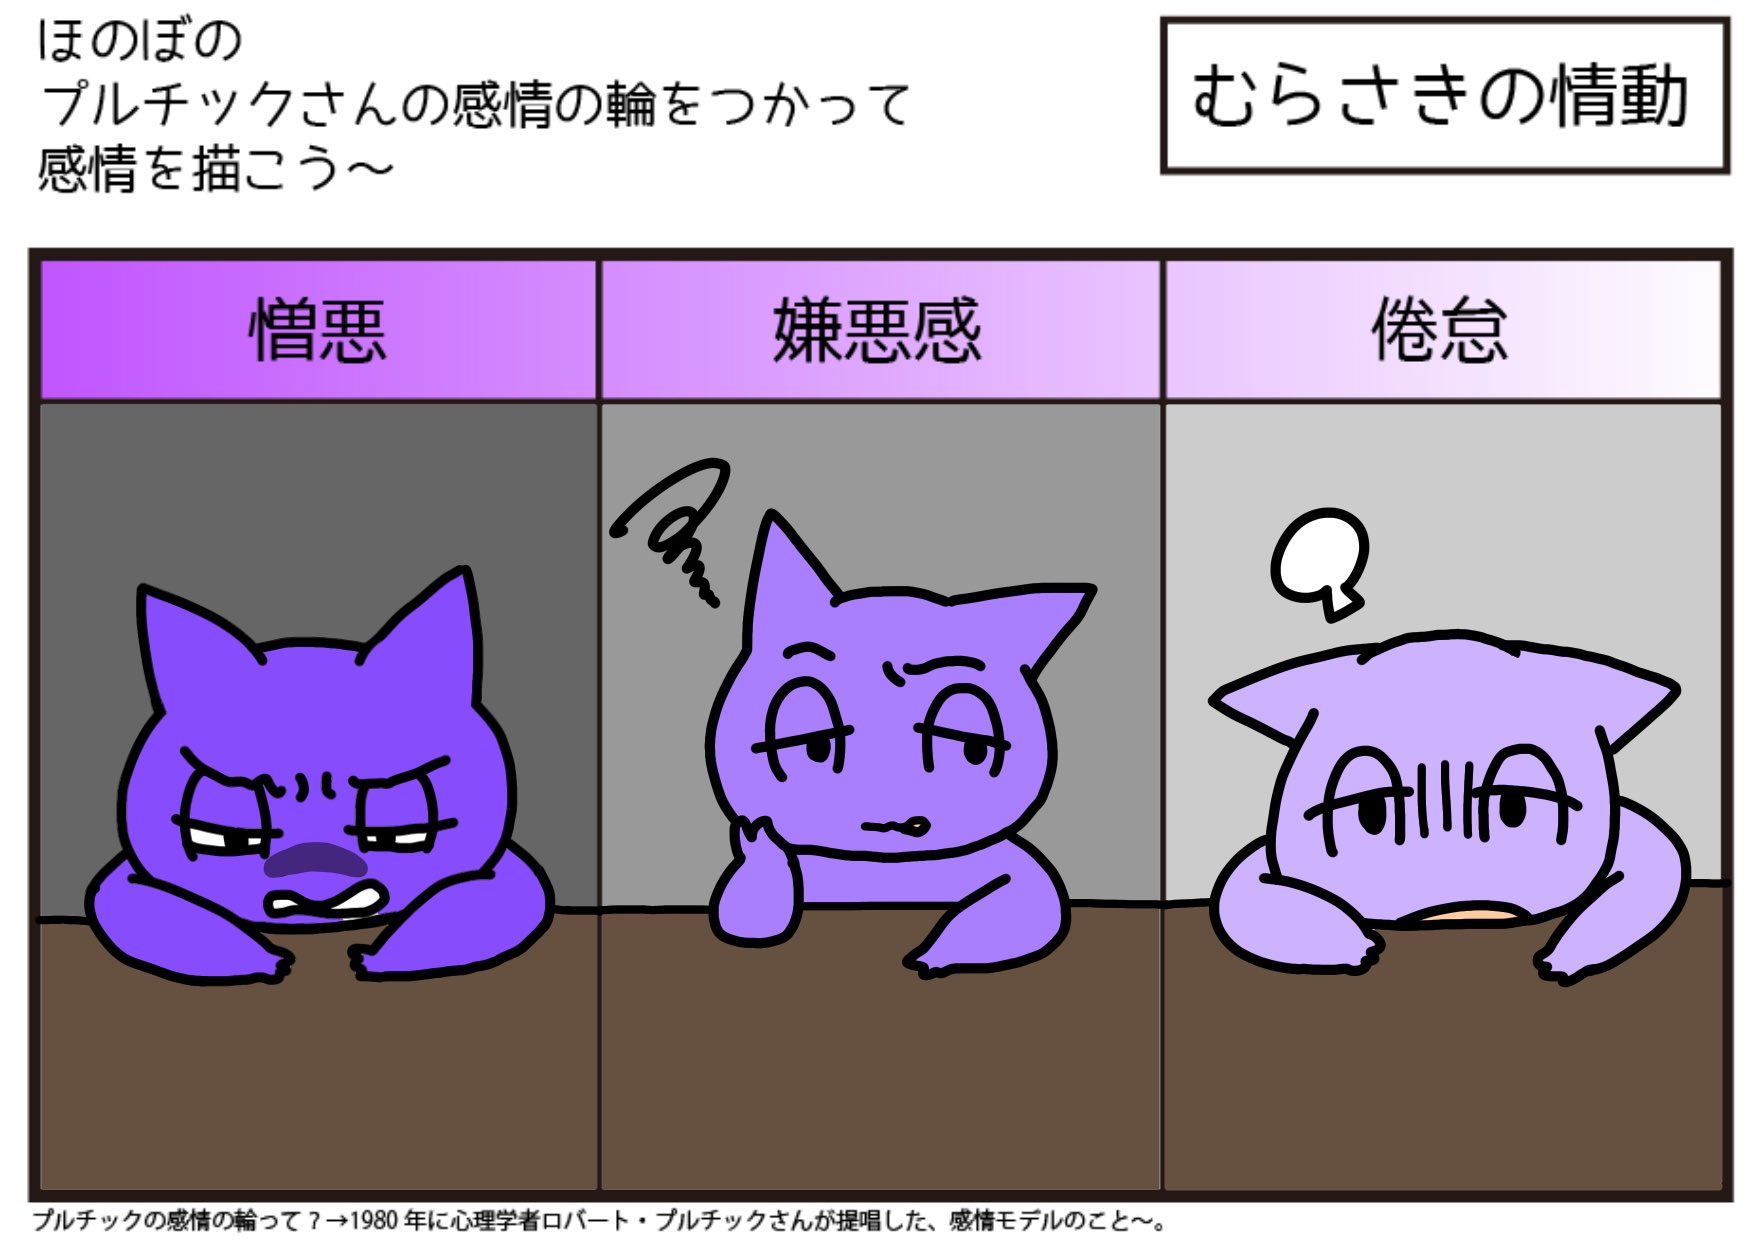 ほのぼの
プルチックさんの感情の輪をつかって
感情を描こう～
むらさきの情動
憎悪
嫌悪感
倦怠
プルチックの感情の輪って？→1980年に心理学者ロバート・プルチックさんが提唱した、感情モデルのこと～。